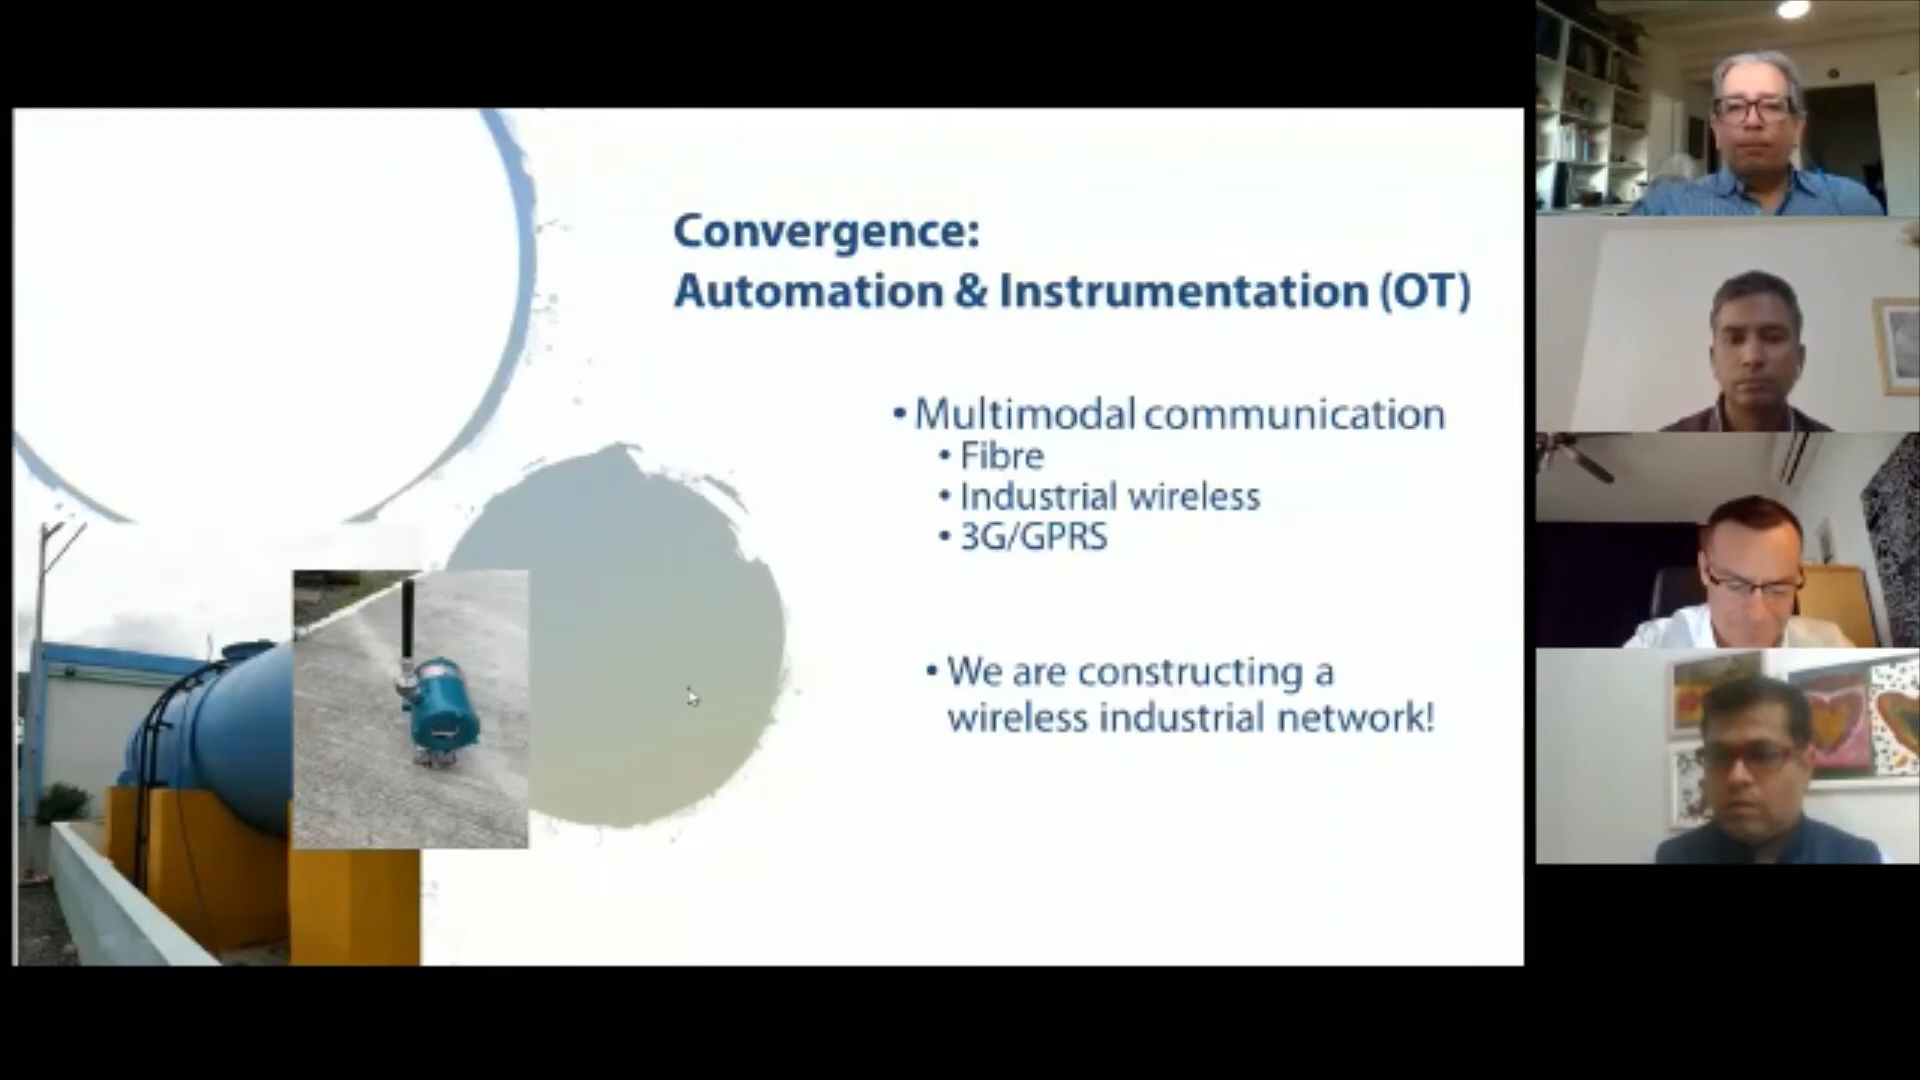 Convergence:
Automation & Instrumentation (OT)
• Multimodal communication
• Fibre
• Industrial wireless
• 3G/GPRS
• We are constructing a
wireless industrial network!